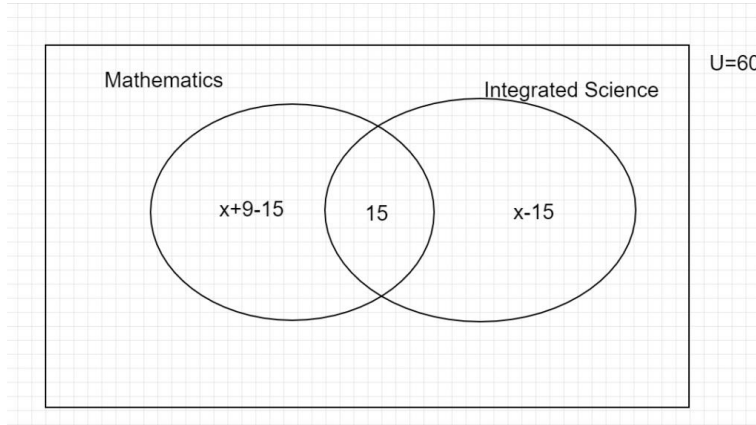 U=60
Mathematics
Integrated Science
x+9-15
15
x-15